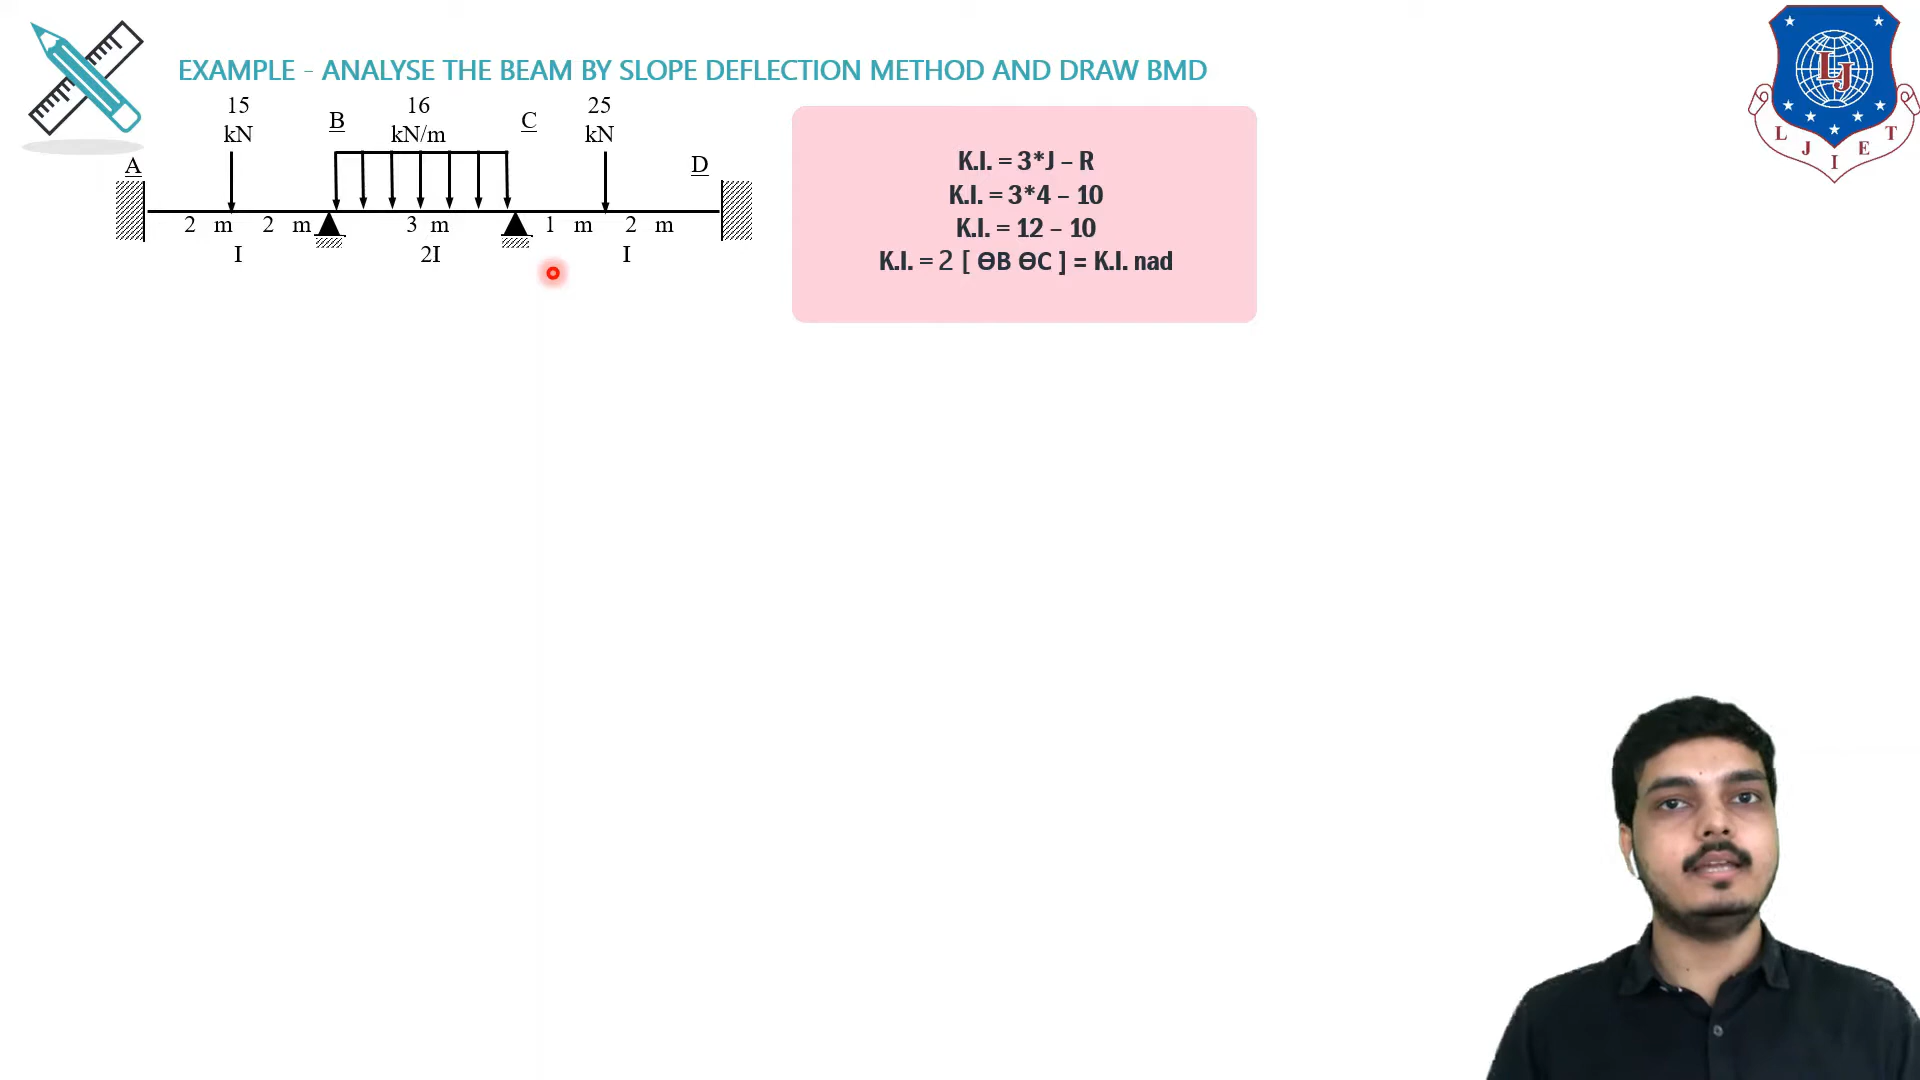 EXAMPLE - ANALYSE THE BEAM BY SLOPE DEFLECTION METHOD AND DRAW BMD
15 kN
B
16 kN/m
C
25 kN
A
D
2 m 2 m 3 m 1 m 2 m
I 2I I
K.I. = 3*J – R
K.I. = 3*4 – 10
K.I. = 12 – 10
K.I. = 2 [ ΘB ΘC ] = K.I. nad
LJ
L J I E T